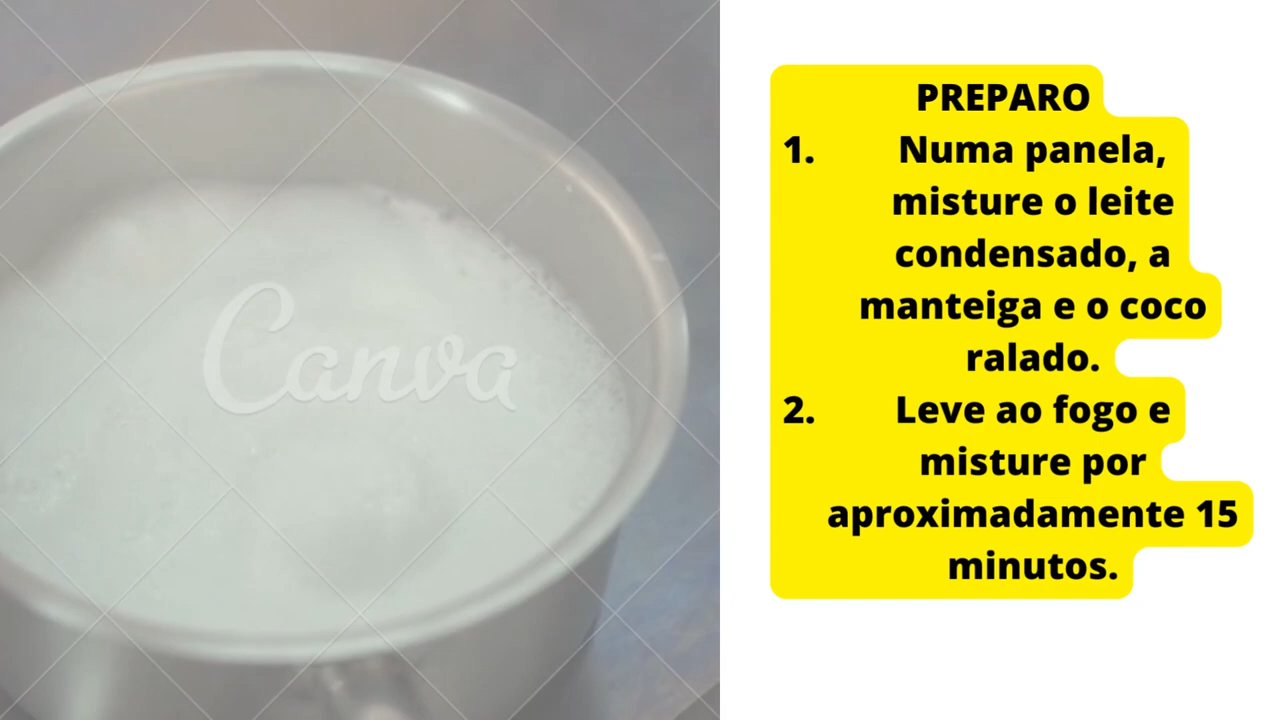 Canva
PREPARO
1. Numa panela,
misture o leite
condensado, a
manteiga e o coco
ralado.
2. Leve ao fogo e
misture por
aproximadamente 15
minutos.